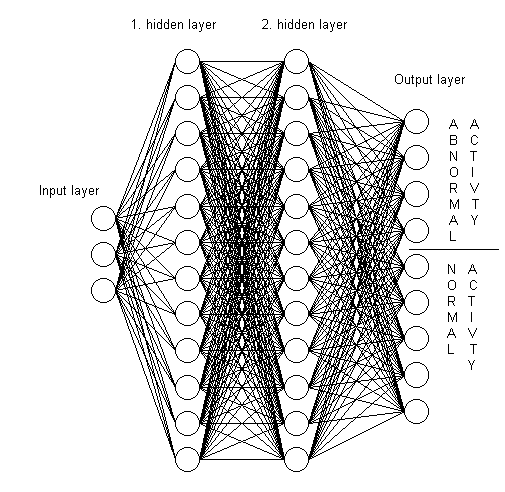 1. hidden layer
2. hidden layer
Output layer
Input layer
ABNORMAL
ACTIVTY
NORMAL
ACTIVTY